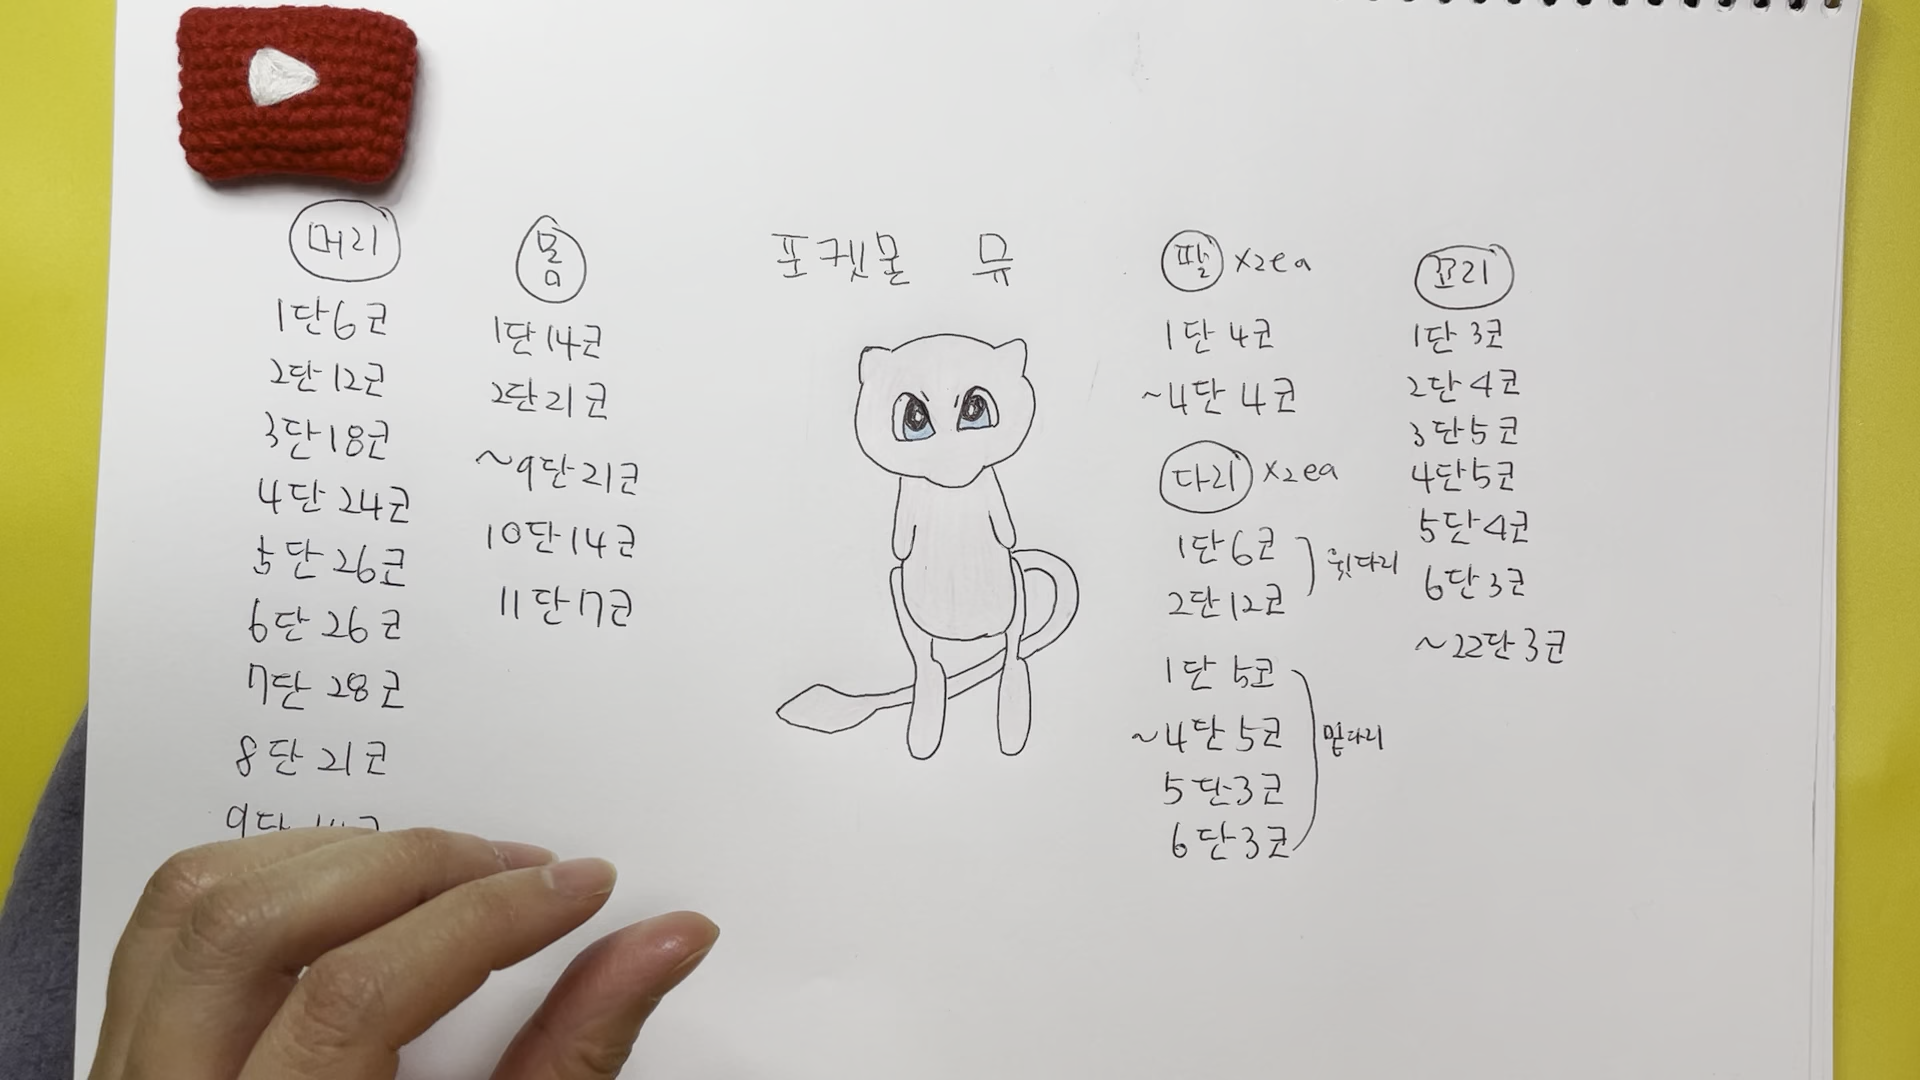 머리
1단 6코
2단 12코
3단 18코
4단 24코
5단 26코
6단 26코
7단 28코
8단 21코
9단
몸
1단 14코
2단 21코
~9단 21코
10단 14코
11단 17코
포켓몬 뮤
팔 x2ea
1단 4코
~4단 4코
다리 x2ea
1단 6코
2단 12코
윗다리
1단 5코
~4단 5코
5단 3코
6단 3코
밑다리
꼬리
1단 3코
2단 4코
3단 5코
4단 5코
5단 4코
6단 3코
~22단 3코